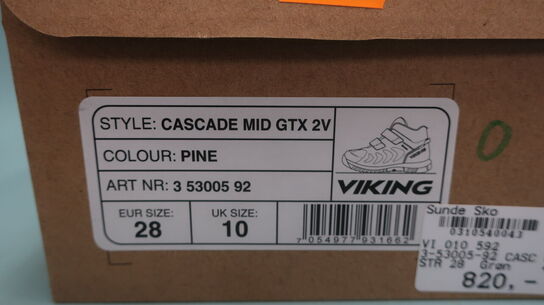 STYLE: CASCADE MID GTX 2V
COLOUR: PINE
ART NR: 3 53005 92
VIKING
EUR SIZE:
28
UK SIZE:
10
7 054977 931662
0
Sunde Sko
0310540043
VI 010 592
3-53005-92 CASC
STR 28 Grøn
820,-